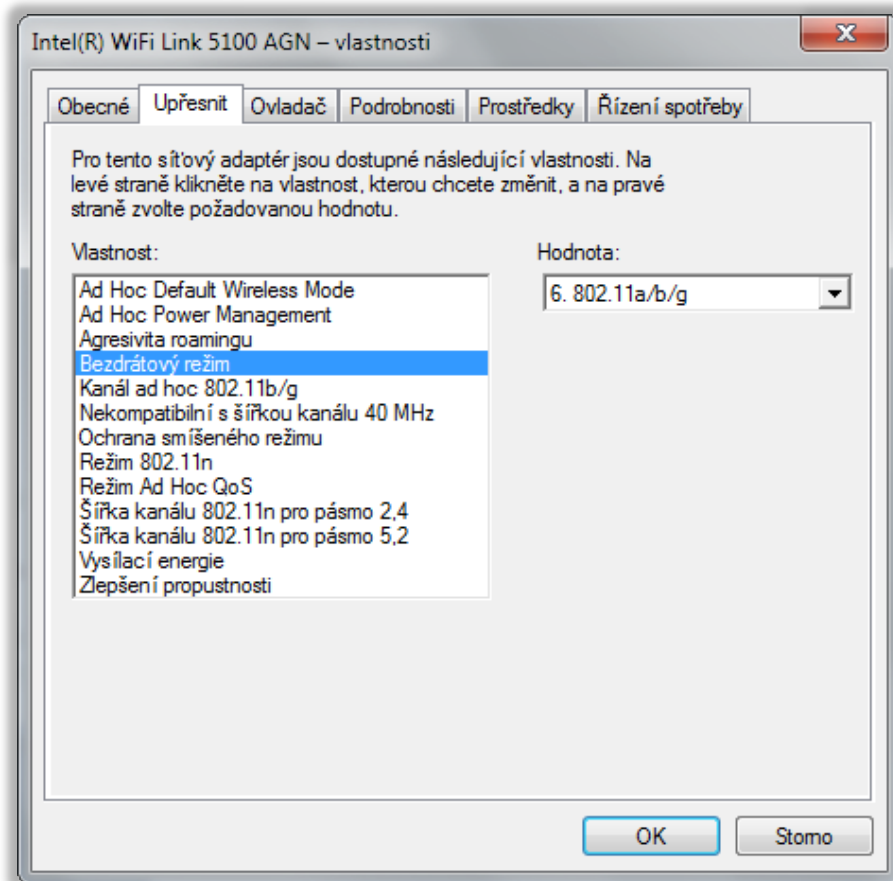 Intel(R) WiFi Link 5100 AGN – vlastnosti
Obecné Upřesnit Ovladač Podrobnosti Prostředky Řízení spotřeby
Pro tento síťový adaptér jsou dostupné následující vlastnosti. Na
levé straně klikněte na vlastnost, kterou chcete změnit, a na pravé
straně zvolte požadovanou hodnotu.
Vlastnost: Hodnota:
Ad Hoc Default Wireless Mode 6. 802.11a/b/g
Ad Hoc Power Management
Agresivita roamingu
Bezdrátový režim
Kanál ad hoc 802.11b/g
Nekompatibilní s šířkou kanálu 40 MHz
Ochrana smíšeného režimu
Režim 802.11n
Režim Ad Hoc QoS
Šířka kanálu 802.11n pro pásmo 2,4
Šířka kanálu 802.11n pro pásmo 5,2
Vysílací energie
Zlepšení propustnosti
OK Storno